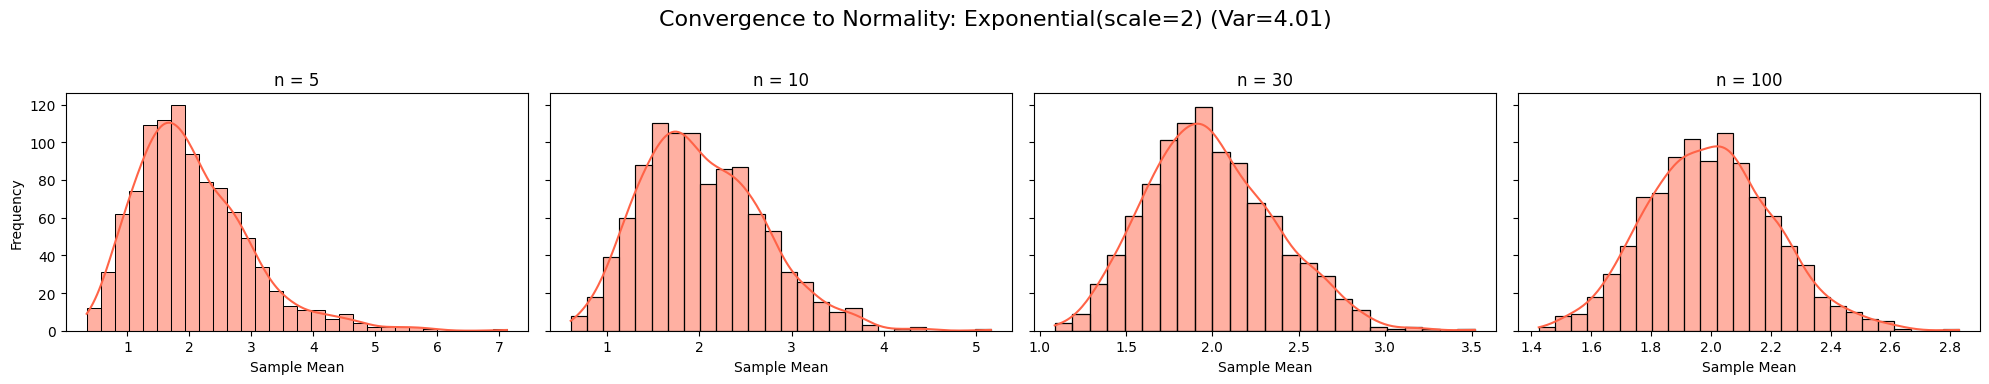 Convergence to Normality: Exponential(scale=2) (Var=4.01)
n = 5
n = 10
n = 30
n = 100
Frequency
120
100
80
60
40
20
0
1 2 3 4 5 6 7
1 2 3 4 5
1.0 1.5 2.0 2.5 3.0 3.5
1.4 1.6 1.8 2.0 2.2 2.4 2.6 2.8
Sample Mean
Sample Mean
Sample Mean
Sample Mean